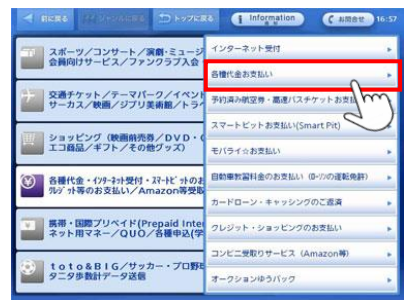 前に戻る
トップへ戻る
Information
お問合せ
16:57
スポーツ/コンサート/演劇・ミュージ
会員向けサービス/ファンクラブ入会
交通チケット/テーマパーク/イベント
サーカス/映画/ジブリ美術館/トラベ
ショッピング(映画前売券/DVD・C
エコ商品/ギフト/その他グッズ)
各種代金・インターネット受付・スマートピットのお
等のお支払い/Amazon等受取
携帯・国際プリペイド(Prepaid Inte
ネット用マネー/QUO/各種申込(学
toto&BIG/サッカー・プロ野
タニタ歩数計データ送信
インターネット受付
各種代金お支払い
予約済み航空券・高速バスチケットお支払
スマートピットお支払い(Smart Pit)
モバライ☆お支払い
自動車教習料金のお支払い
カードローン・キャッシングのご返済
クレジット・ショッピングのお支払い
コンビニ受取りサービス(Amazon等)
オークションゆうパック